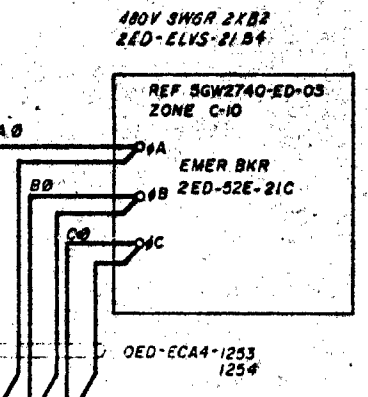 480V SWGR 2XB2
2ED-ELVS-21B4
REF 5GW2740-ED-03
ZONE C-10
AØ
ØA
EMER BKR
2ED-52E-21C
BØ
ØB
CØ
ØC
0ED-ECA4-1253
1254